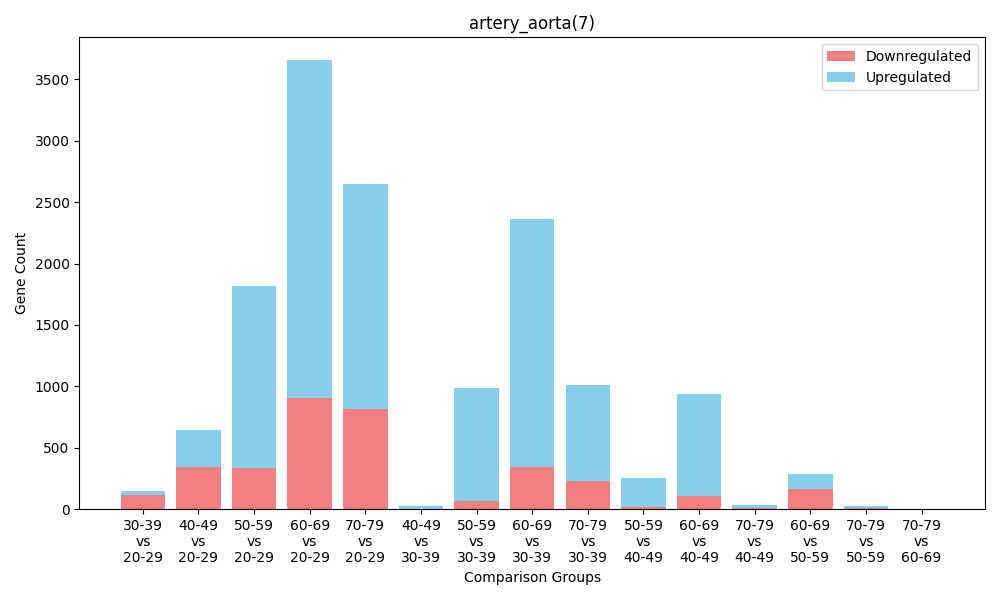 artery_aorta(7)
Downregulated
Upregulated
Gene Count
3500
3000
2500
2000
1500
1000
500
0
30-39
vs
20-29
40-49
vs
20-29
50-59
vs
20-29
60-69
vs
20-29
70-79
vs
20-29
40-49
vs
30-39
50-59
vs
30-39
60-69
vs
30-39
70-79
vs
30-39
50-59
vs
40-49
60-69
vs
40-49
70-79
vs
40-49
60-69
vs
50-59
70-79
vs
50-59
70-79
vs
60-69
Comparison Groups